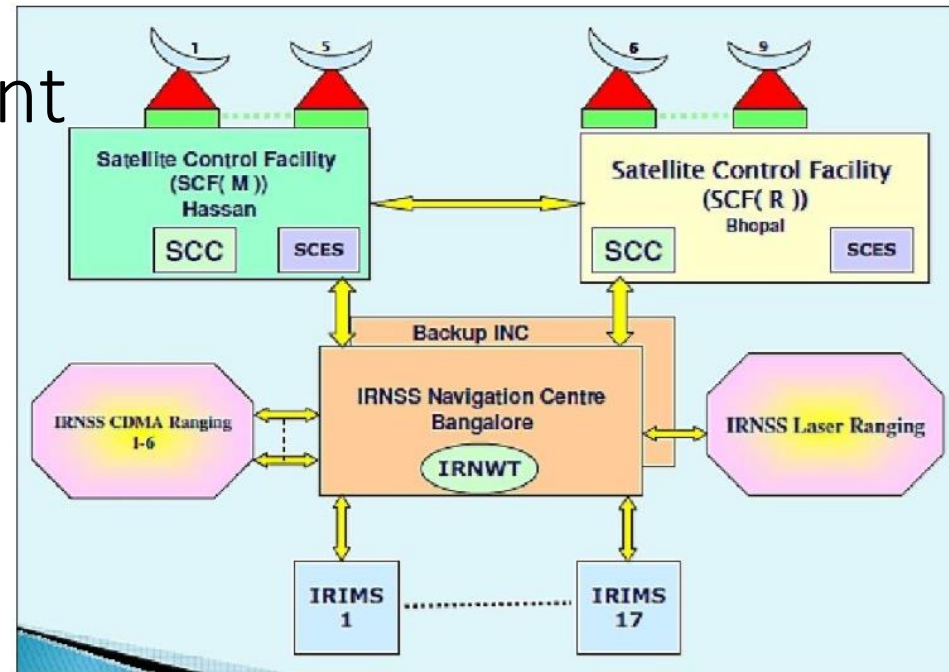 nt
1
5
6
9
Satellite Control Facility
(SCF( M ))
Hassan
SCC
SCES
Satellite Control Facility
(SCF( R ))
Bhopal
SCC
SCES
Backup INC
IRNSS Navigation Centre
Bangalore
IRNWT
IRNSS CDMA Ranging
1-6
IRNSS Laser Ranging
IRIMS
1
IRIMS
17